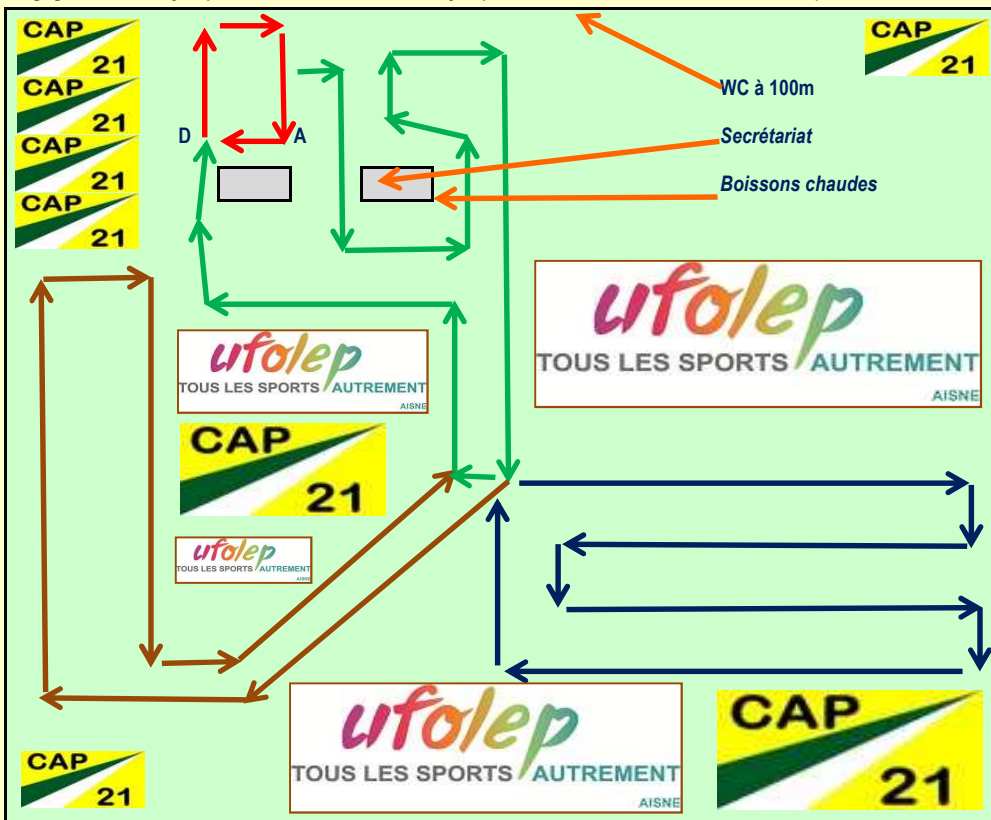 CAP
21
CAP
21
CAP
21
CAP
21
CAP
21
WC à 100m
D
A
Secrétariat
Boissons chaudes
ufolep
TOUS LES SPORTS AUTREMENT
AISNE
ufolep
TOUS LES SPORTS AUTREMENT
AISNE
CAP
21
ufolep
TOUS LES SPORTS AUTREMENT
AISNE
ufolep
TOUS LES SPORTS AUTREMENT
AISNE
CAP
21
CAP
21